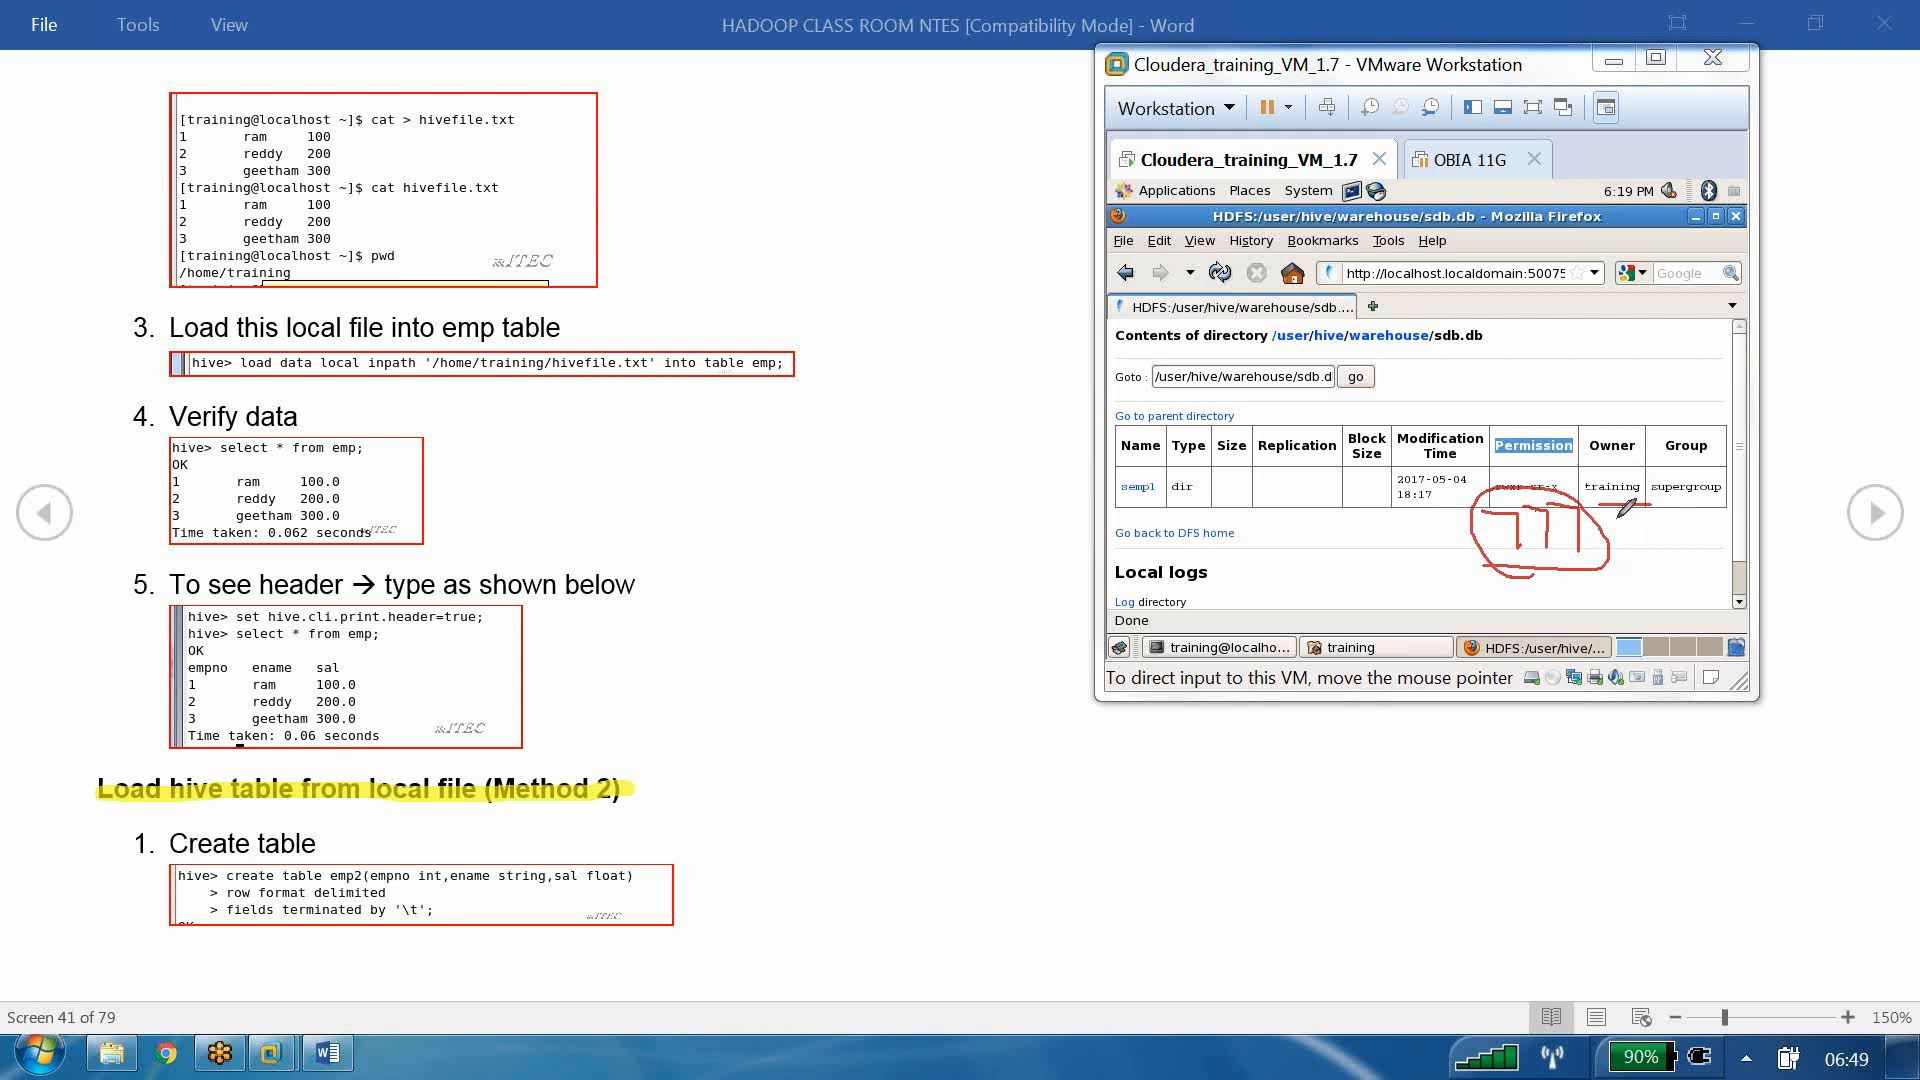 File Tools View HADOOP CLASS ROOM NTES [Compatibility Mode] - Word
[training@localhost ~]$ cat > hivefile.txt
1 ram 100
2 reddy 200
3 geetham 300
[training@localhost ~]$ cat hivefile.txt
1 ram 100
2 reddy 200
3 geetham 300
[training@localhost ~]$ pwd
/home/training
ITEC
3. Load this local file into emp table
hive> load data local inpath '/home/training/hivefile.txt' into table emp;
4. Verify data
hive> select * from emp;
OK
1 ram 100.0
2 reddy 200.0
3 geetham 300.0
Time taken: 0.062 seconds
ITEC
5. To see header → type as shown below
hive> set hive.cli.print.header=true;
hive> select * from emp;
OK
empno ename sal
1 ram 100.0
2 reddy 200.0
3 geetham 300.0
Time taken: 0.06 seconds
ITEC
Load hive table from local file (Method 2)
1. Create table
hive> create table emp2(empno int,ename string,sal float)
> row format delimited
> fields terminated by '\t';
ITEC
Cloudera_training_VM_1.7 - VMware Workstation
Workstation
Cloudera_training_VM_1.7 OBIA 11G
Applications Places System 6:19 PM
HDFS:/user/hive/warehouse/sdb.db - Mozilla Firefox
File Edit View History Bookmarks Tools Help
http://localhost.localdomain:50075 Google
HDFS:/user/hive/warehouse/sdb....
Contents of directory /user/hive/warehouse/sdb.db
Goto : /user/hive/warehouse/sdb.d go
Go to parent directory
Name Type Size Replication Block Size Modification Time Permission Owner Group
semp1 dir 2017-05-04 18:17 rwxr-xr-x training supergroup
777
Go back to DFS home
Local logs
Log directory
Done
training@localho... training HDFS:/user/hive/...
To direct input to this VM, move the mouse pointer
Screen 41 of 79 150%
90% 06:49